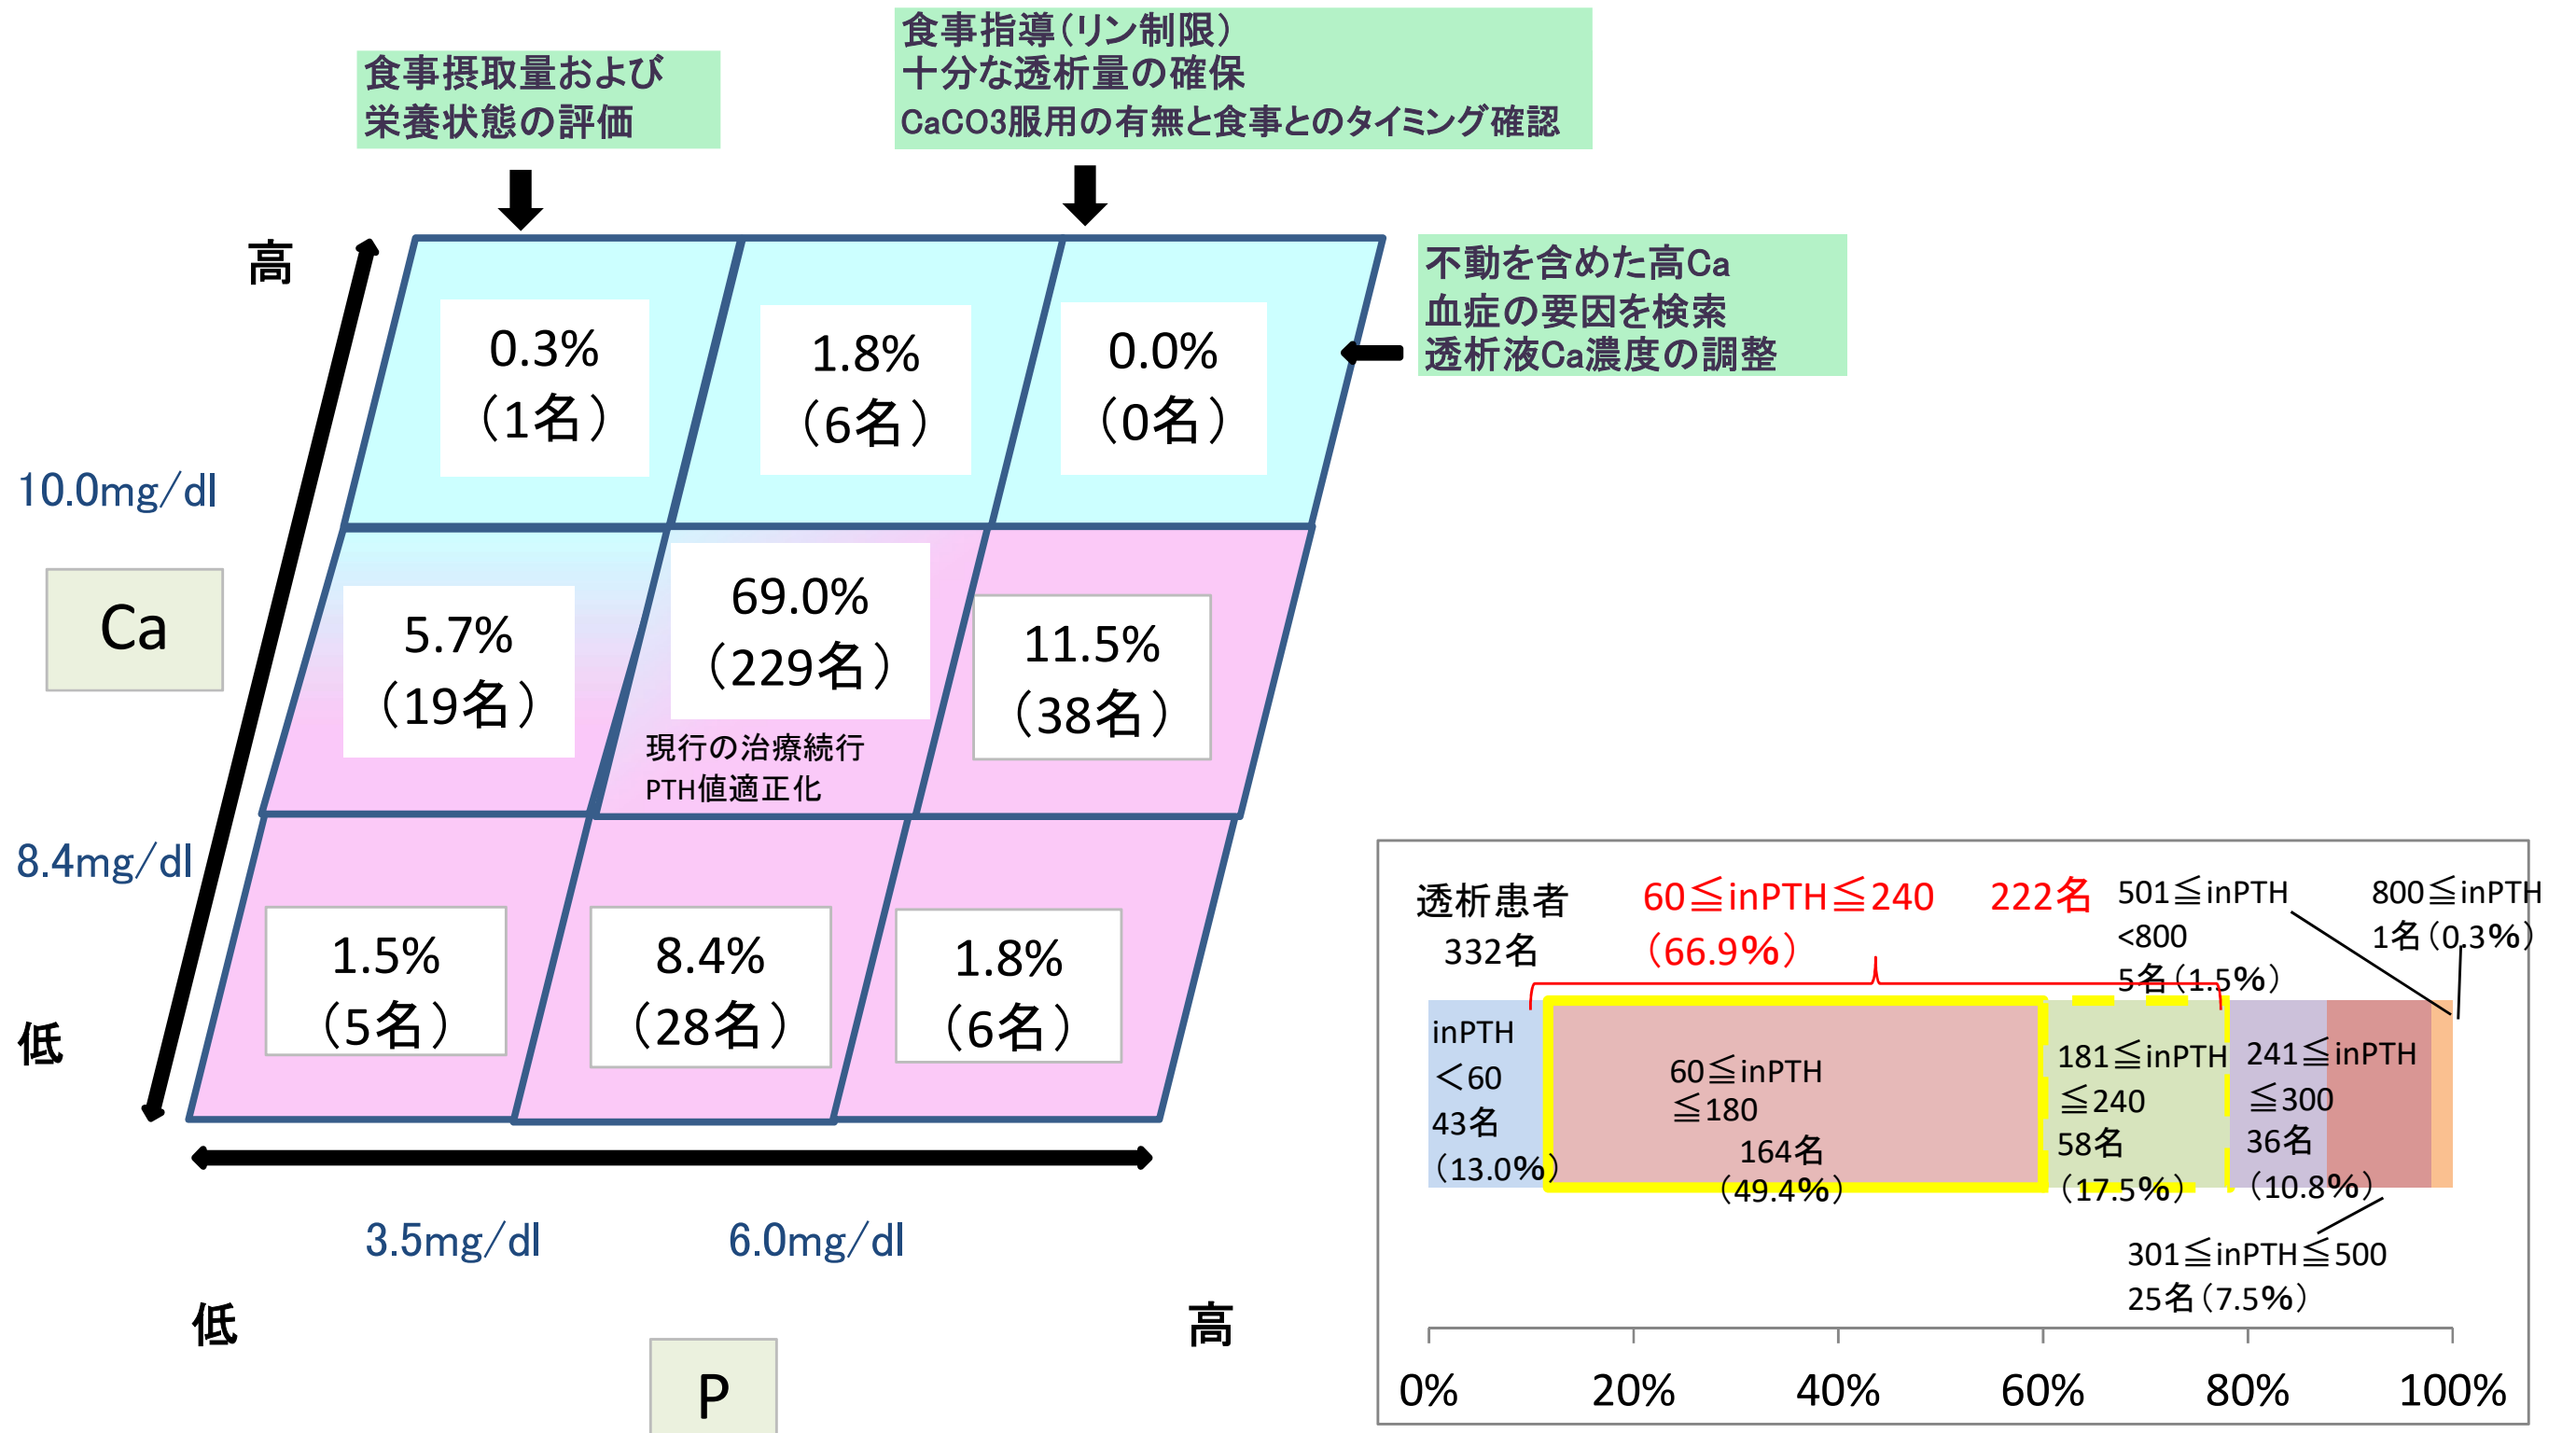 食事摂取量および
栄養状態の評価
食事指導（リン制限）
十分な透析量の確保
CaCO3服用の有無と食事とのタイミング確認
不動を含めた高Ca
血症の要因を検索
透析液Ca濃度の調整
高
10.0mg/dl
Ca
8.4mg/dl
低
0.3%
（1名）
1.8%
（6名）
0.0%
（0名）
5.7%
（19名）
69.0%
（229名）
現行の治療続行
PTH値適正化
11.5%
（38名）
1.5%
（5名）
8.4%
（28名）
1.8%
（6名）
3.5mg/dl
6.0mg/dl
低
高
P
透析患者
332名
60≦inPTH≦240 222名
（66.9%）
501≦inPTH
<800
5名（1.5%）
800≦inPTH
1名（0.3%）
inPTH
＜60
43名
（13.0%）
60≦inPTH
≦180
164名
（49.4%）
181≦inPTH
≦240
58名
（17.5%）
241≦inPTH
≦300
36名
（10.8%）
301≦inPTH≦500
25名（7.5%）
0% 20% 40% 60% 80% 100%